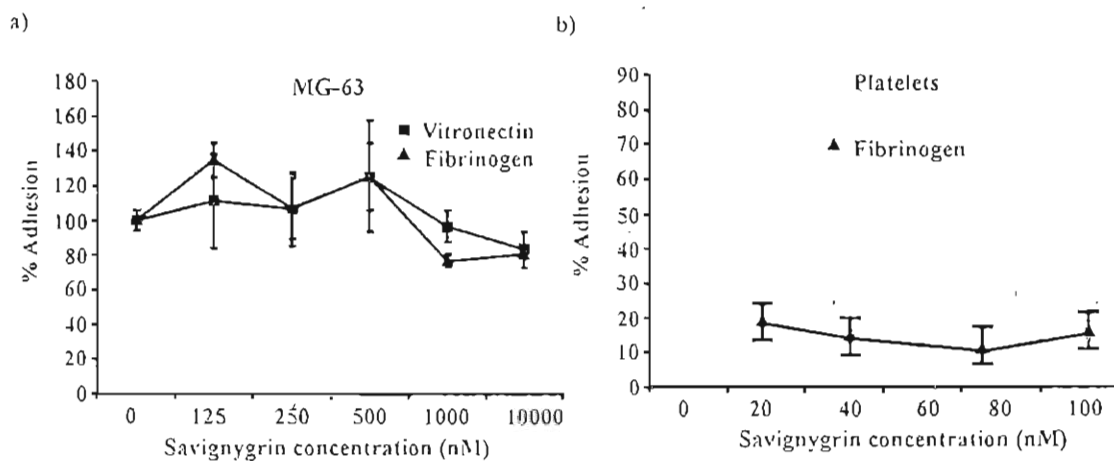 a)
MG-63
Vitronectin
Fibrinogen
% Adhesion
180
160
140
120
100
80
60
40
20
0
0 125 250 500 1000 10000
Savignygrin concentration (nM)
b)
Platelets
Fibrinogen
% Adhesion
90
80
70
60
50
40
30
20
10
0
0 20 40 60 80 100
Savignygrin concentration (nM)